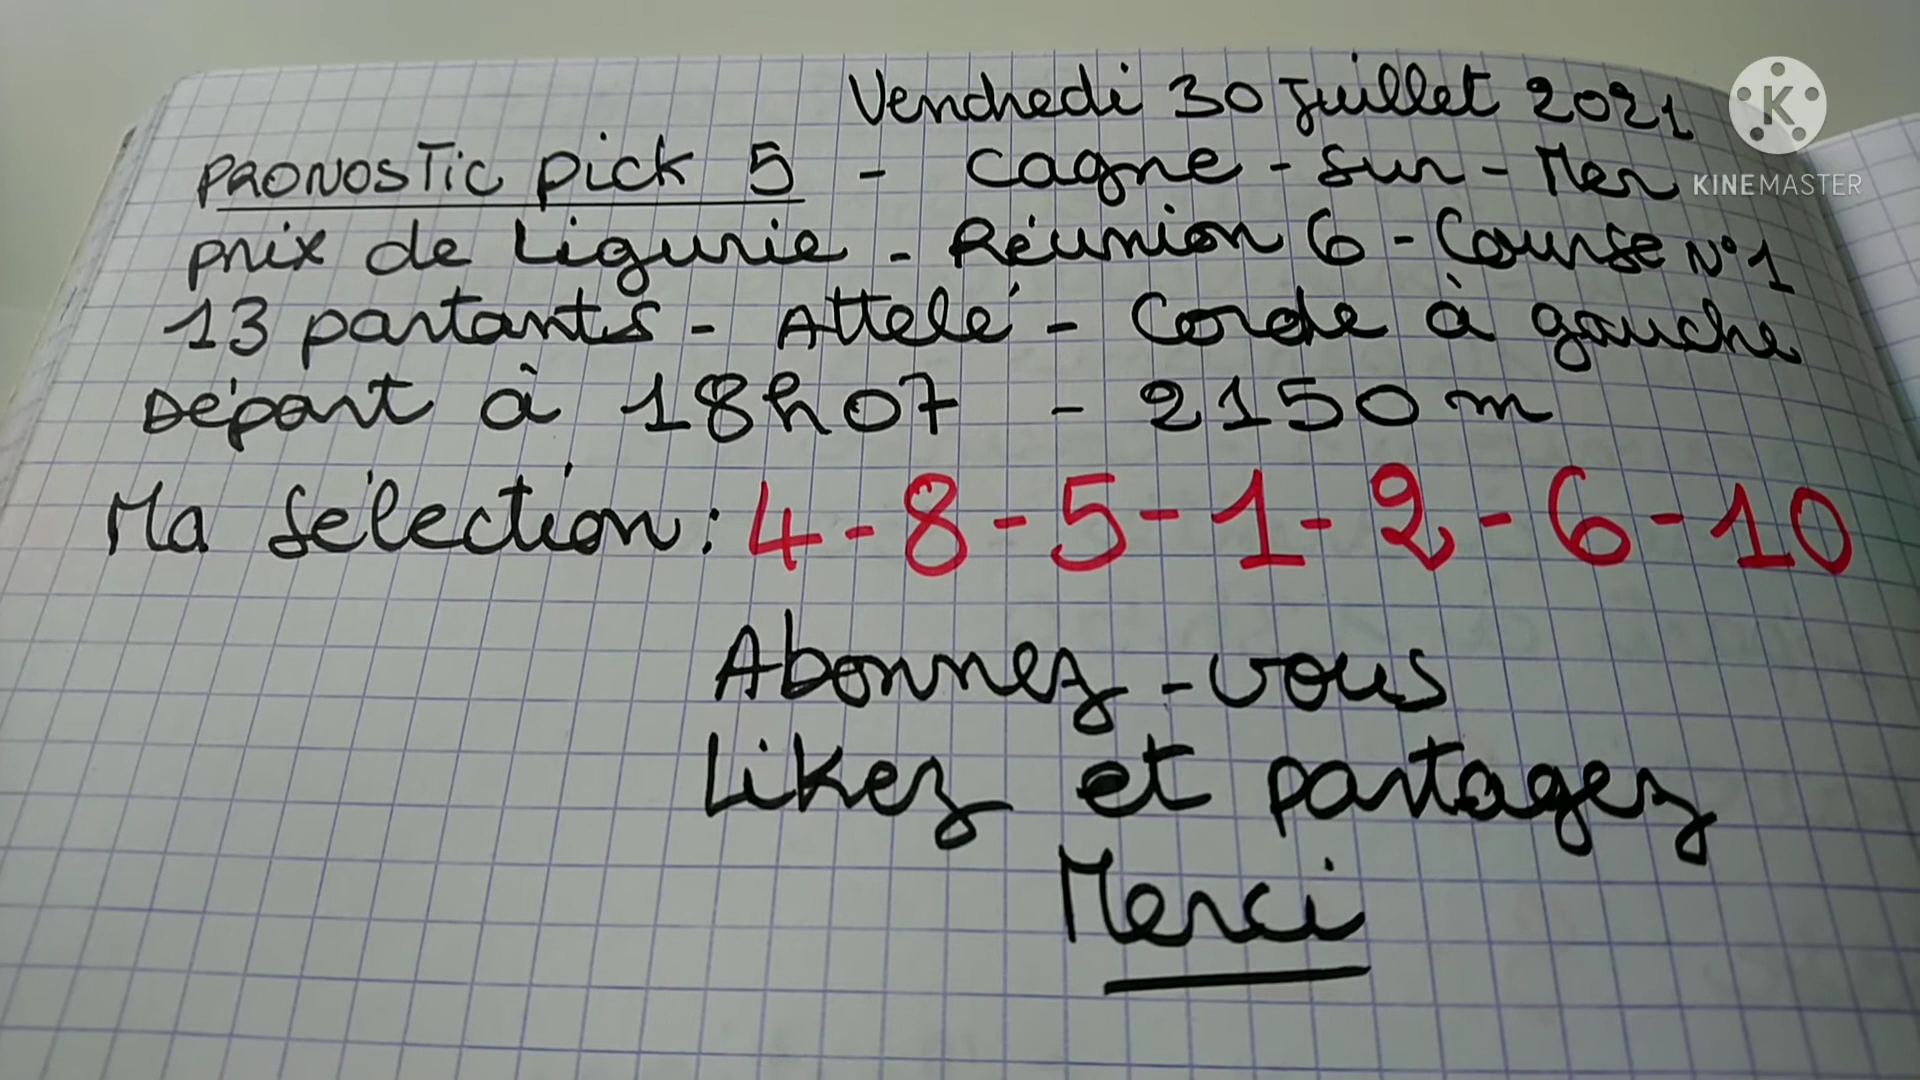 Vendredi 30 Juillet 2021
PRONOSTIC PICK 5 - Cagne-sur-Mer
KINEMASTER
prix de Ligurie - Réunion 6 - Course N°1
13 partants - Attelé - Corde à gauche
Départ à 18h07 - 2150m
Ma Sélection : 4-8-5-1-2-6-10
Abonnez-vous
Likez et partagez
Merci